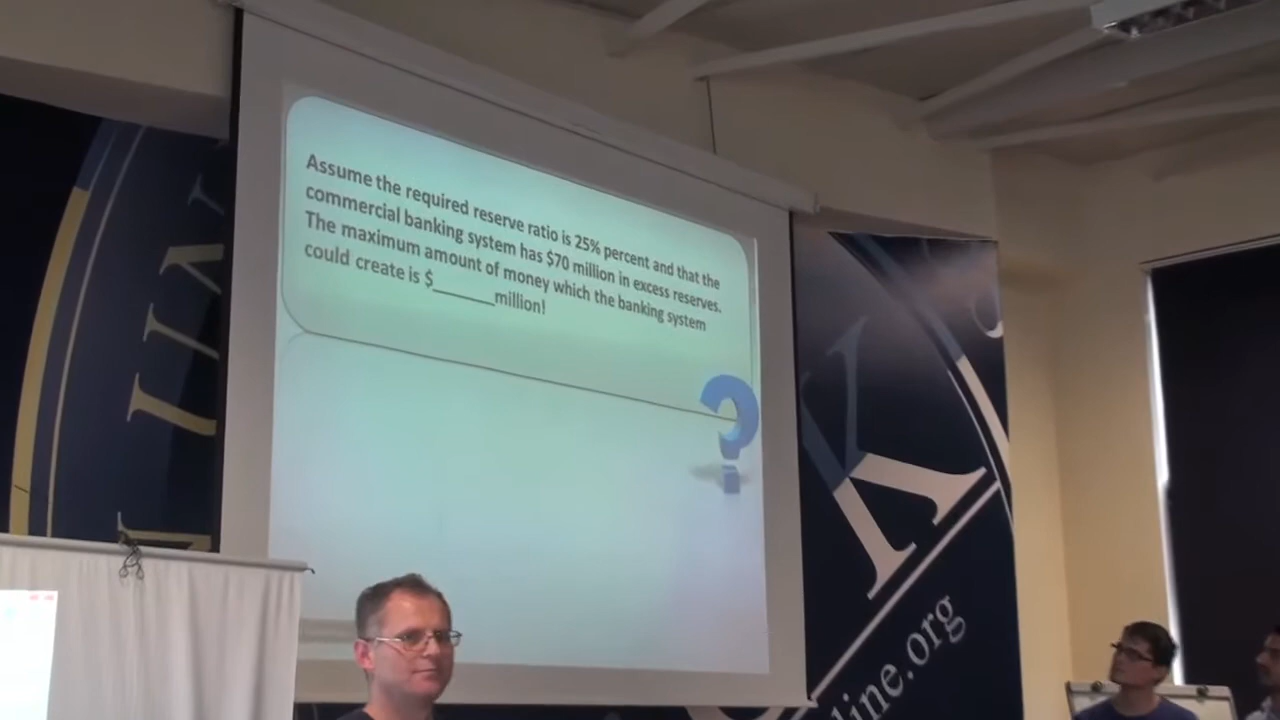 Assume the required reserve ratio is 25% percent and that the
commercial banking system has $70 million in excess reserves.
The maximum amount of money which the banking system
could create is $_______million!
?
K
line.org